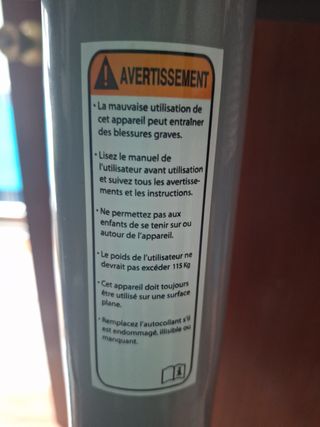 AVERTISSEMENT
• La mauvaise utilisation de
cet appareil peut entraîner
des blessures graves.
• Lisez le manuel de
l'utilisateur avant utilisation
et suivez tous les avertisse-
ments et les instructions.
• Ne permettez pas aux
enfants de se tenir sur ou
autour de l'appareil.
• Le poids de l'utilisateur ne
devrait pas excéder 115 Kg
• Cet appareil doit toujours
être utilisé sur une surface
plane.
• Remplacez l'autocollant s'il
est endommagé, illisible ou
manquant.